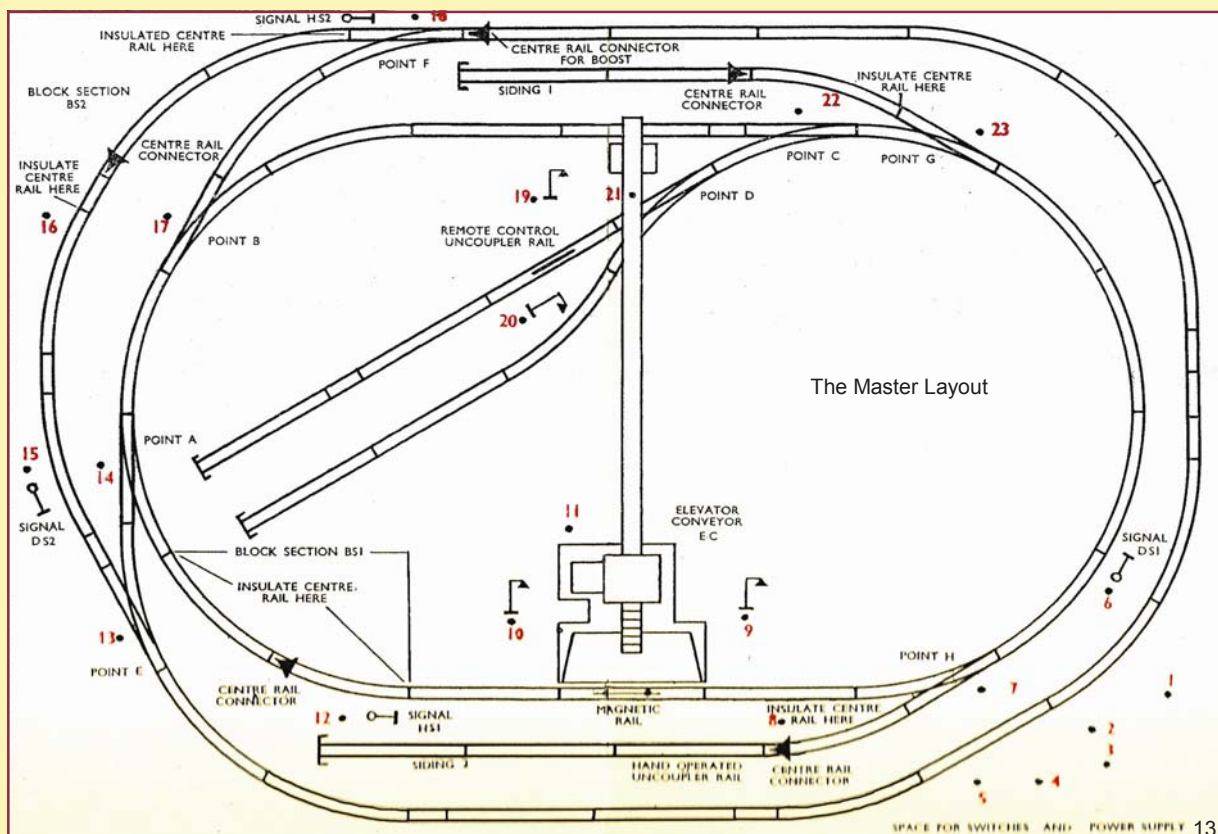 SIGNAL HS2
18
INSULATED CENTRE
RAIL HERE
POINT F
CENTRE RAIL CONNECTOR
FOR BOOST
BLOCK SECTION
BS2
SIDING 1
CENTRE RAIL
CONNECTOR
INSULATE CENTRE
RAIL HERE
22
23
CENTRE RAIL
CONNECTOR
POINT C
POINT G
INSULATE
CENTRE
RAIL HERE
16
17
19
21
POINT D
POINT B
REMOTE CONTROL
UNCOUPLER RAIL
20
The Master Layout
POINT A
15
14
SIGNAL
DS2
11
ELEVATOR
CONVEYOR
EC
SIGNAL
DS1
BLOCK SECTION BS1
INSULATE CENTRE
RAIL HERE
6
10
9
13
POINT E
POINT H
7
1
CENTRE RAIL
CONNECTOR
12
SIGNAL
HS1
MAGNETIC
RAIL
INSULATE CENTRE
RAIL HERE
8
2
3
SIDING 2
HAND OPERATED
UNCOUPLER RAIL
CENTRE RAIL
CONNECTOR
5
4
SPACE FOR SWITCHES AND POWER SUPPLY
13